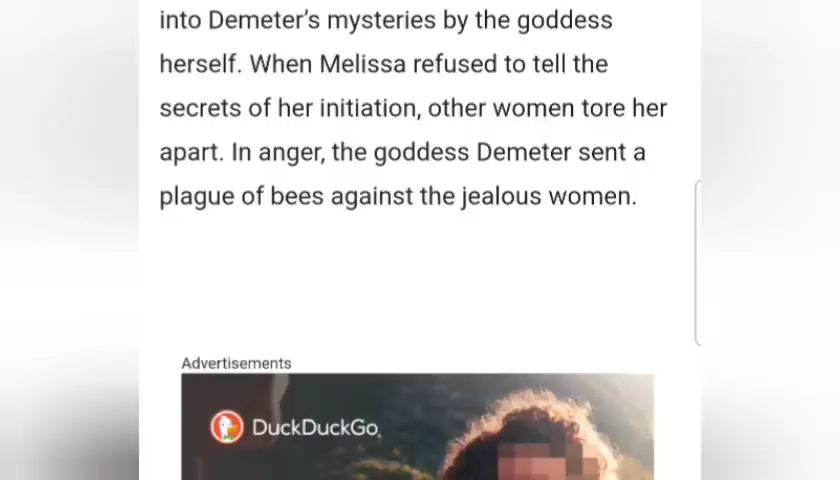 into Demeter’s mysteries by the goddess
herself. When Melissa refused to tell the
secrets of her initiation, other women tore her
apart. In anger, the goddess Demeter sent a
plague of bees against the jealous women.
Advertisements
DuckDuckGo.